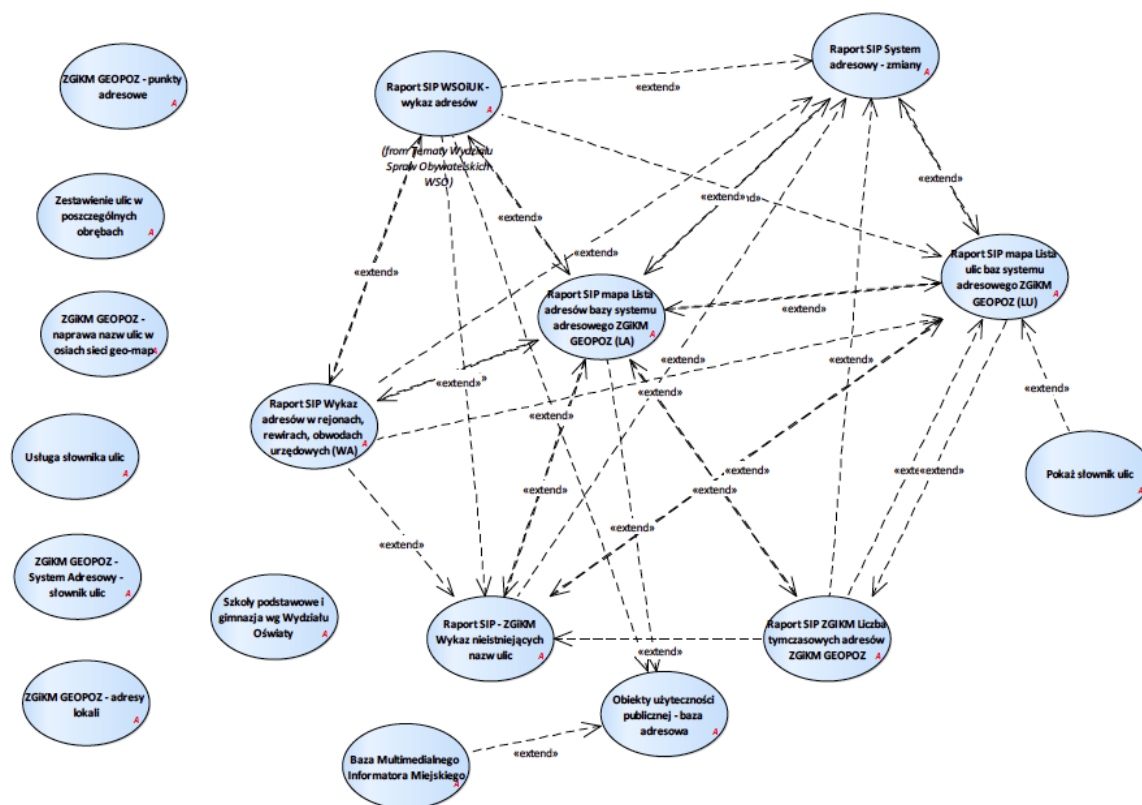 ZGiKM GEOPOZ - punkty
adresowe
A
Raport SIP WSOiUK -
wykaz adresów
A
(from Tematy Wydziału
Spraw Obywatelskich
WSO)
Raport SIP System
adresowy - zmiany
A
«extend»
«extend»
Zestawienie ulic w
poszczególnych
obrębach
A
«extend»
«extend»
«extend»
«extend»
Raport SIP mapa Lista
ulic baz systemu
adresowego ZGiKM
GEOPOZ (LU)
A
«extend»
Raport SIP mapa Lista
adresów bazy systemu
adresowego ZGiKM
GEOPOZ (LA)
A
«extend»
ZGiKM GEOPOZ -
naprawa nazw ulic w
osiach sieci geo-map
A
«extend»
«extend»
Raport SIP Wykaz
adresów w rejonach,
rewirach, obwodach
urzędowych (WA)
A
«extend»
«extend»
Usługa słownika ulic
A
«extend»
«extend»
«extend»
Pokaż słownik ulic
A
«extend»
«extend»
«extend»
«extend»
ZGiKM GEOPOZ -
System Adresowy -
słownik ulic
A
Szkoły podstawowe i
gimnazja wg Wydziału
Oświaty
A
Raport SIP - ZGiKM
Wykaz nieistniejących
nazw ulic
A
Raport SIP ZGIKM Liczba
tymczasowych adresów
ZGiKM GEOPOZ
A
«extend»
ZGiKM GEOPOZ - adresy
lokali
A
Obiekty użyteczności
publicznej - baza
adresowa
A
Baza Multimedialnego
Informatora Miejskiego
A
«extend»